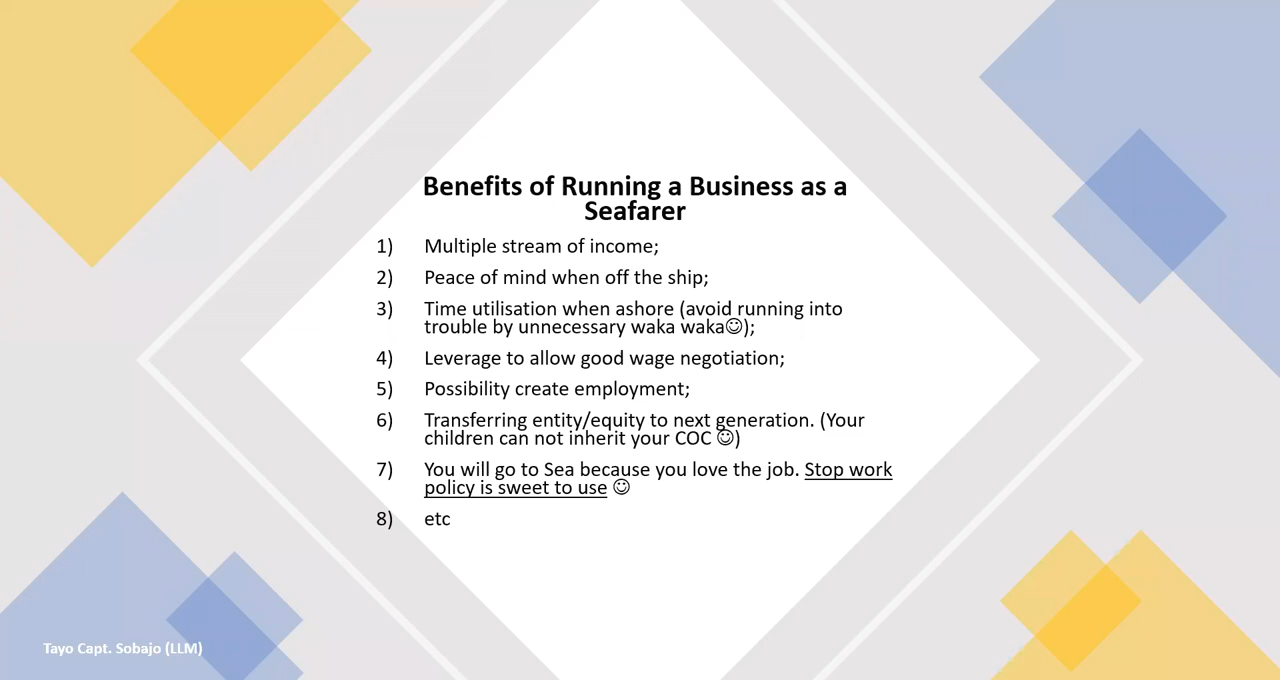 Benefits of Running a Business as a
Seafarer
1) Multiple stream of income;
2) Peace of mind when off the ship;
3) Time utilisation when ashore (avoid running into
trouble by unnecessary waka waka☺);
4) Leverage to allow good wage negotiation;
5) Possibility create employment;
6) Transferring entity/equity to next generation. (Your
children can not inherit your COC ☺)
7) You will go to Sea because you love the job. Stop work
policy is sweet to use ☺
8) etc
Tayo Capt. Sobajo (LLM)